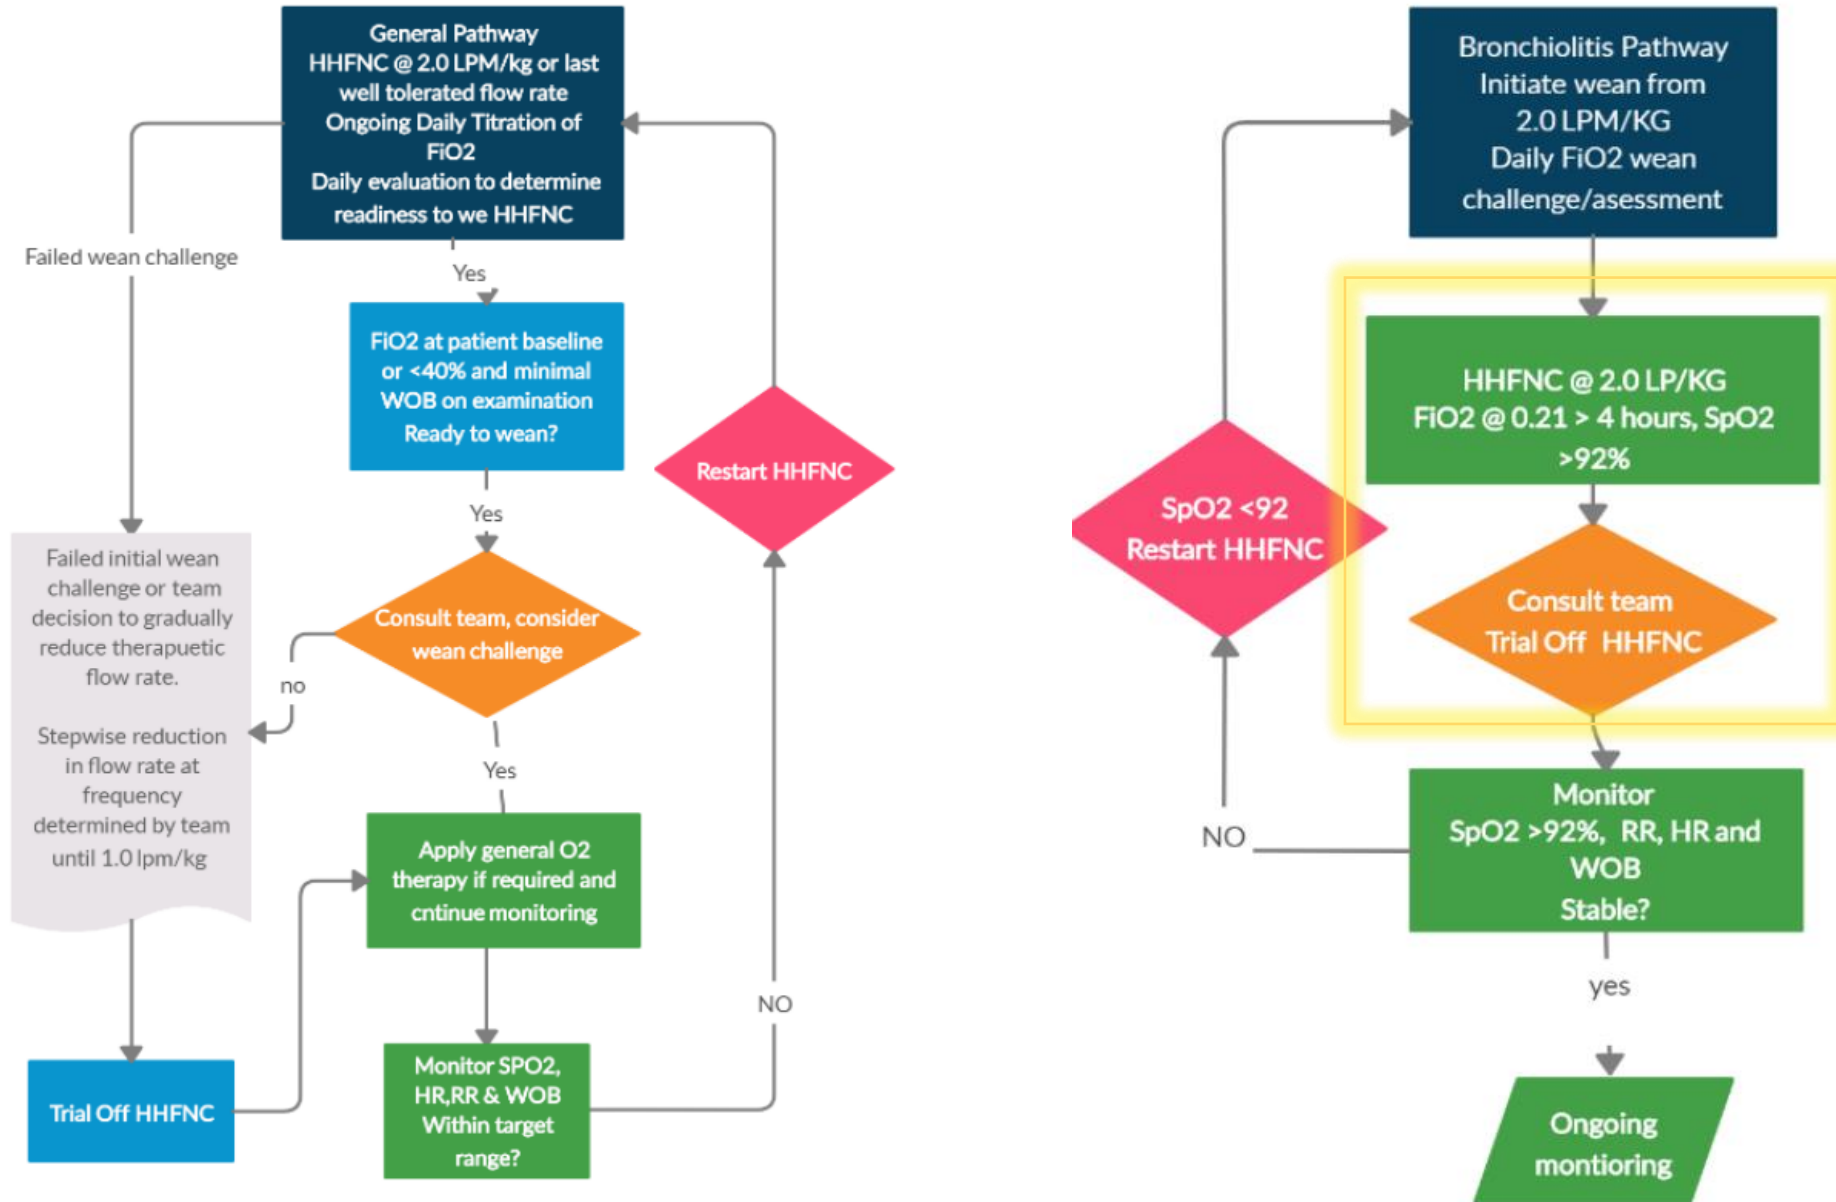 General Pathway
HHFNC @ 2.0 LPM/kg or last
well tolerated flow rate
Ongoing Daily Titration of
FiO2
Daily evaluation to determine
readiness to we HHFNC
Failed wean challenge
Yes
FiO2 at patient baseline
or <40% and minimal
WOB on examination
Ready to wean?
Yes
Restart HHFNC
Failed initial wean
challenge or team
decision to gradually
reduce therapuetic
flow rate.
Stepwise reduction
in flow rate at
frequency
determined by team
until 1.0 lpm/kg
Consult team, consider
wean challenge
no
Yes
Apply general O2
therapy if required and
cntinue monitoring
NO
Monitor SPO2,
HR,RR & WOB
Within target
range?
Trial Off HHFNC
Bronchiolitis Pathway
Initiate wean from
2.0 LPM/KG
Daily FiO2 wean
challenge/asessment
HHFNC @ 2.0 LP/KG
FiO2 @ 0.21 > 4 hours, SpO2
>92%
SpO2 <92
Restart HHFNC
Consult team
Trial Off HHFNC
NO
Monitor
SpO2 >92%, RR, HR and
WOB
Stable?
yes
Ongoing
montioring